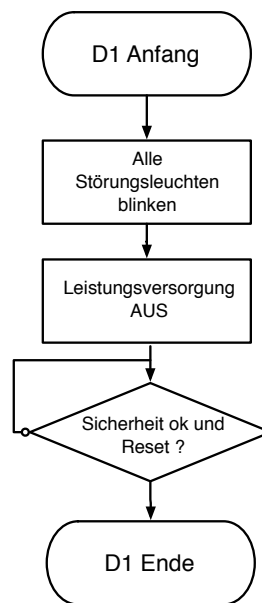 D1 Anfang
Alle
Störungsleuchten
blinken
Leistungsversorgung
AUS
Sicherheit ok und
Reset ?
D1 Ende